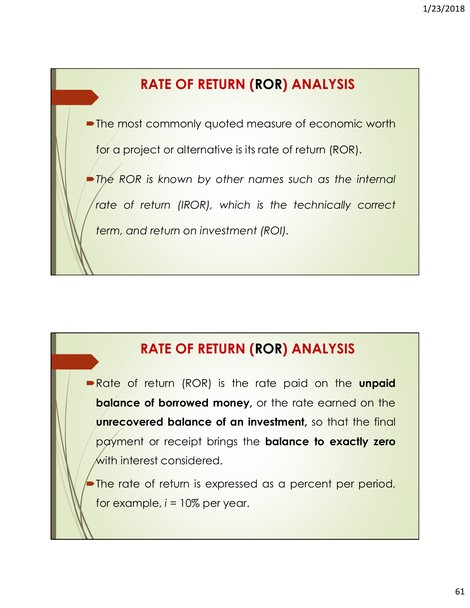 1/23/2018
RATE OF RETURN (ROR) ANALYSIS
The most commonly quoted measure of economic worth
for a project or alternative is its rate of return (ROR).
The ROR is known by other names such as the internal
rate of return (IROR), which is the technically correct
term, and return on investment (ROI).
RATE OF RETURN (ROR) ANALYSIS
Rate of return (ROR) is the rate paid on the unpaid
balance of borrowed money, or the rate earned on the
unrecovered balance of an investment, so that the final
payment or receipt brings the balance to exactly zero
with interest considered.
The rate of return is expressed as a percent per period,
for example, i = 10% per year.
61